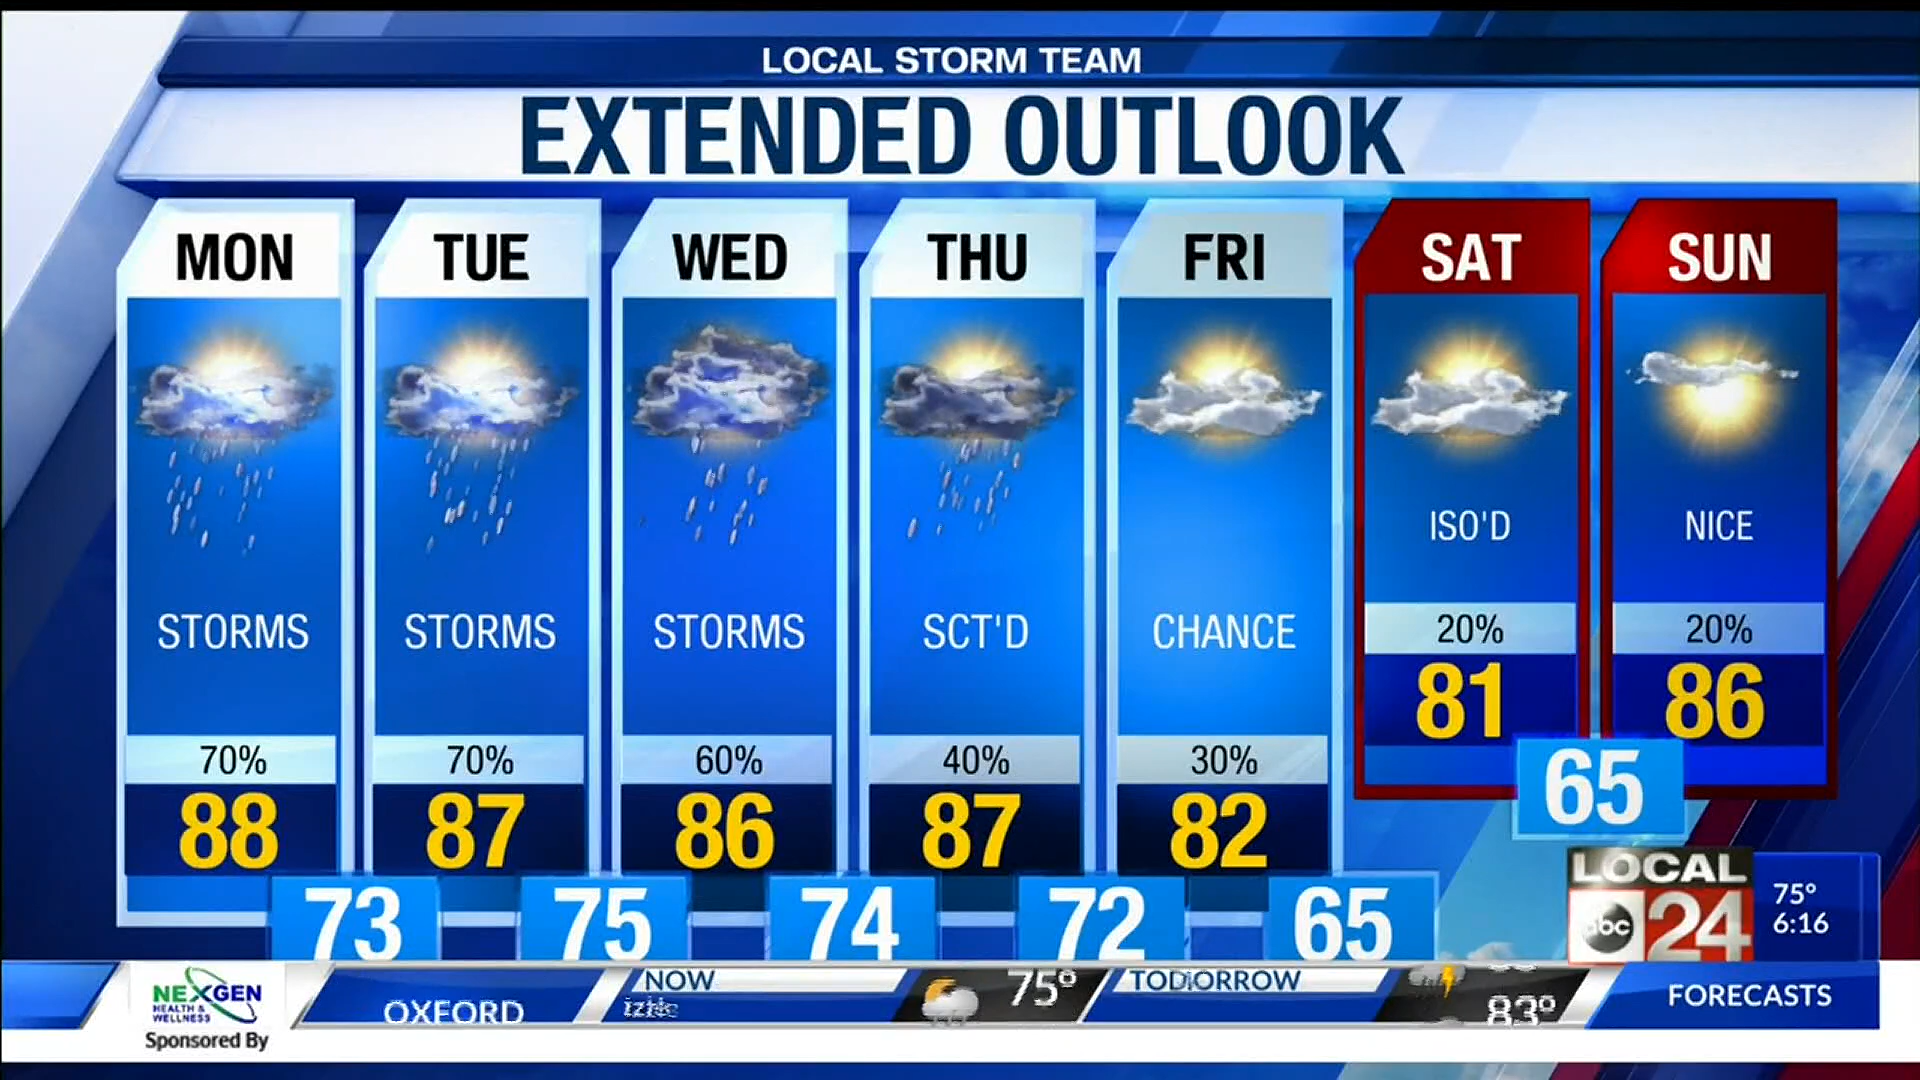 LOCAL STORM TEAM
EXTENDED OUTLOOK
MON TUE WED THU FRI SAT SUN
ISO'D NICE
STORMS STORMS STORMS SCT'D CHANCE 20% 20%
81 86
70% 70% 60% 40% 30%
65
88 87 86 87 82
73 75 74 72 65
LOCAL
abc 24
75°
6:16
NEXGEN
HEALTH &
WELLNESS
Sponsored By
OXFORD
NOW
75°
83°
FORECASTS